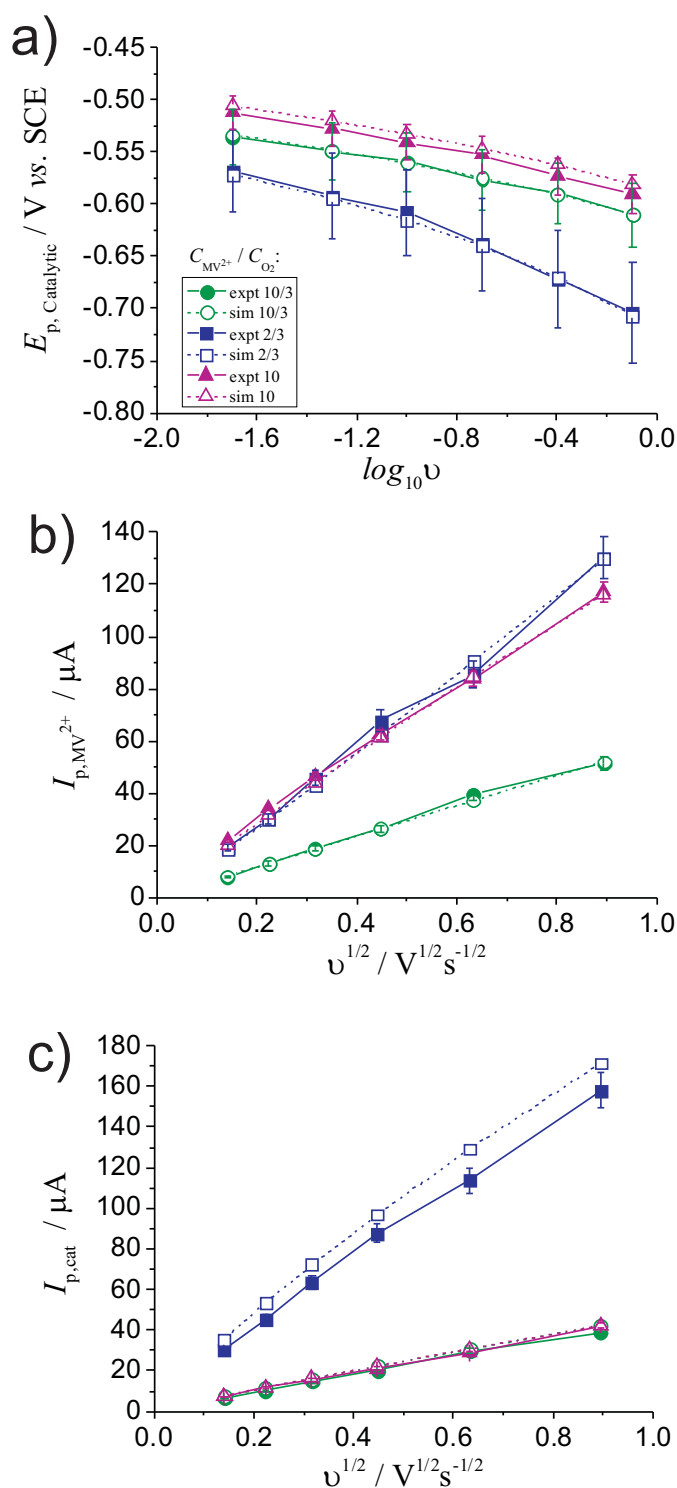 a)
-0.45
-0.50
-0.55
-0.60
-0.65
-0.70
-0.75
-0.80
E_p, Catalytic / V vs. SCE
C_MV²⁺ / C_O₂:
expt 10/3
sim 10/3
expt 2/3
sim 2/3
expt 10
sim 10
-2.0 -1.6 -1.2 -0.8 -0.4 0.0
log₁₀υ
b)
140
120
100
80
60
40
20
0
I_p,MV²⁺ / μA
0.0 0.2 0.4 0.6 0.8 1.0
υ^1/2 / V^1/2s^-1/2
c)
180
160
140
120
100
80
60
40
20
0
I_p,cat / μA
0.0 0.2 0.4 0.6 0.8 1.0
υ^1/2 / V^1/2s^-1/2